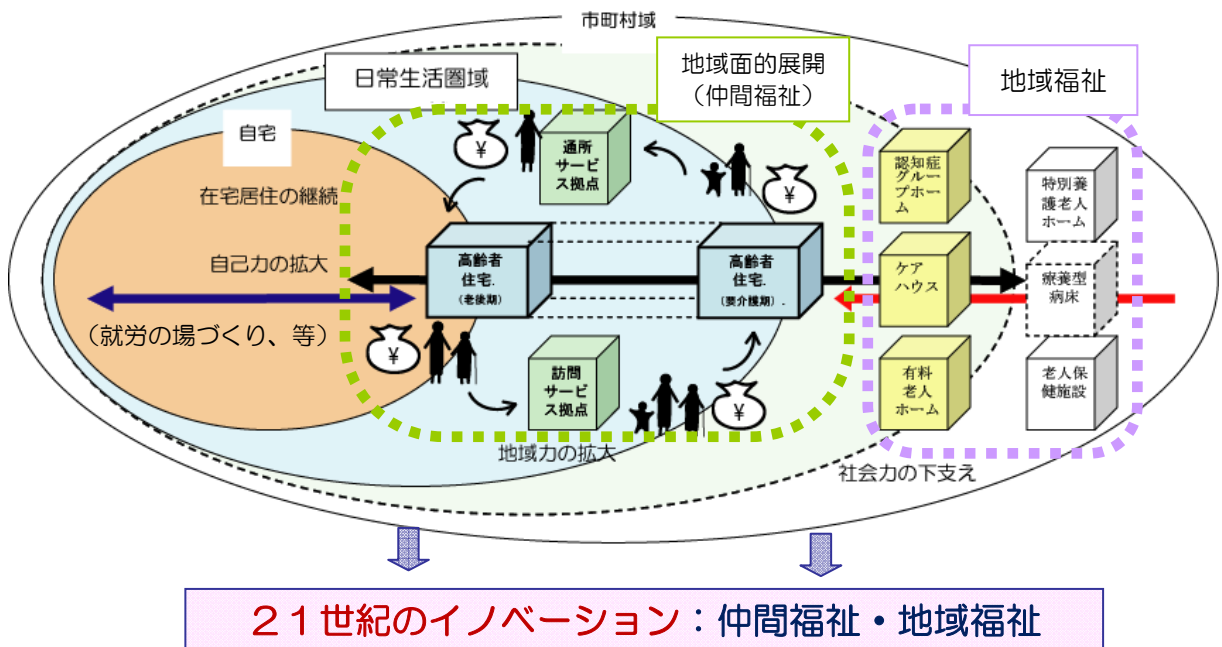 市町村域
日常生活圏域
地域面的展開
（仲間福祉）
地域福祉
自宅
在宅居住の継続
自己力の拡大
（就労の場づくり、等）
¥
通所
サービ
ス拠点
¥
高齢者
住宅.
(老後期)
高齢者
住宅.
(要介護期) .
¥
訪問
サービ
ス拠点
¥
地域力の拡大
認知症
グルー
プホー
ム
ケア
ハウス
有料
老人
ホーム
特別養
護老人
ホーム
療養型
病床
老人保
健施設
社会力の下支え
２１世紀のイノベーション：仲間福祉・地域福祉